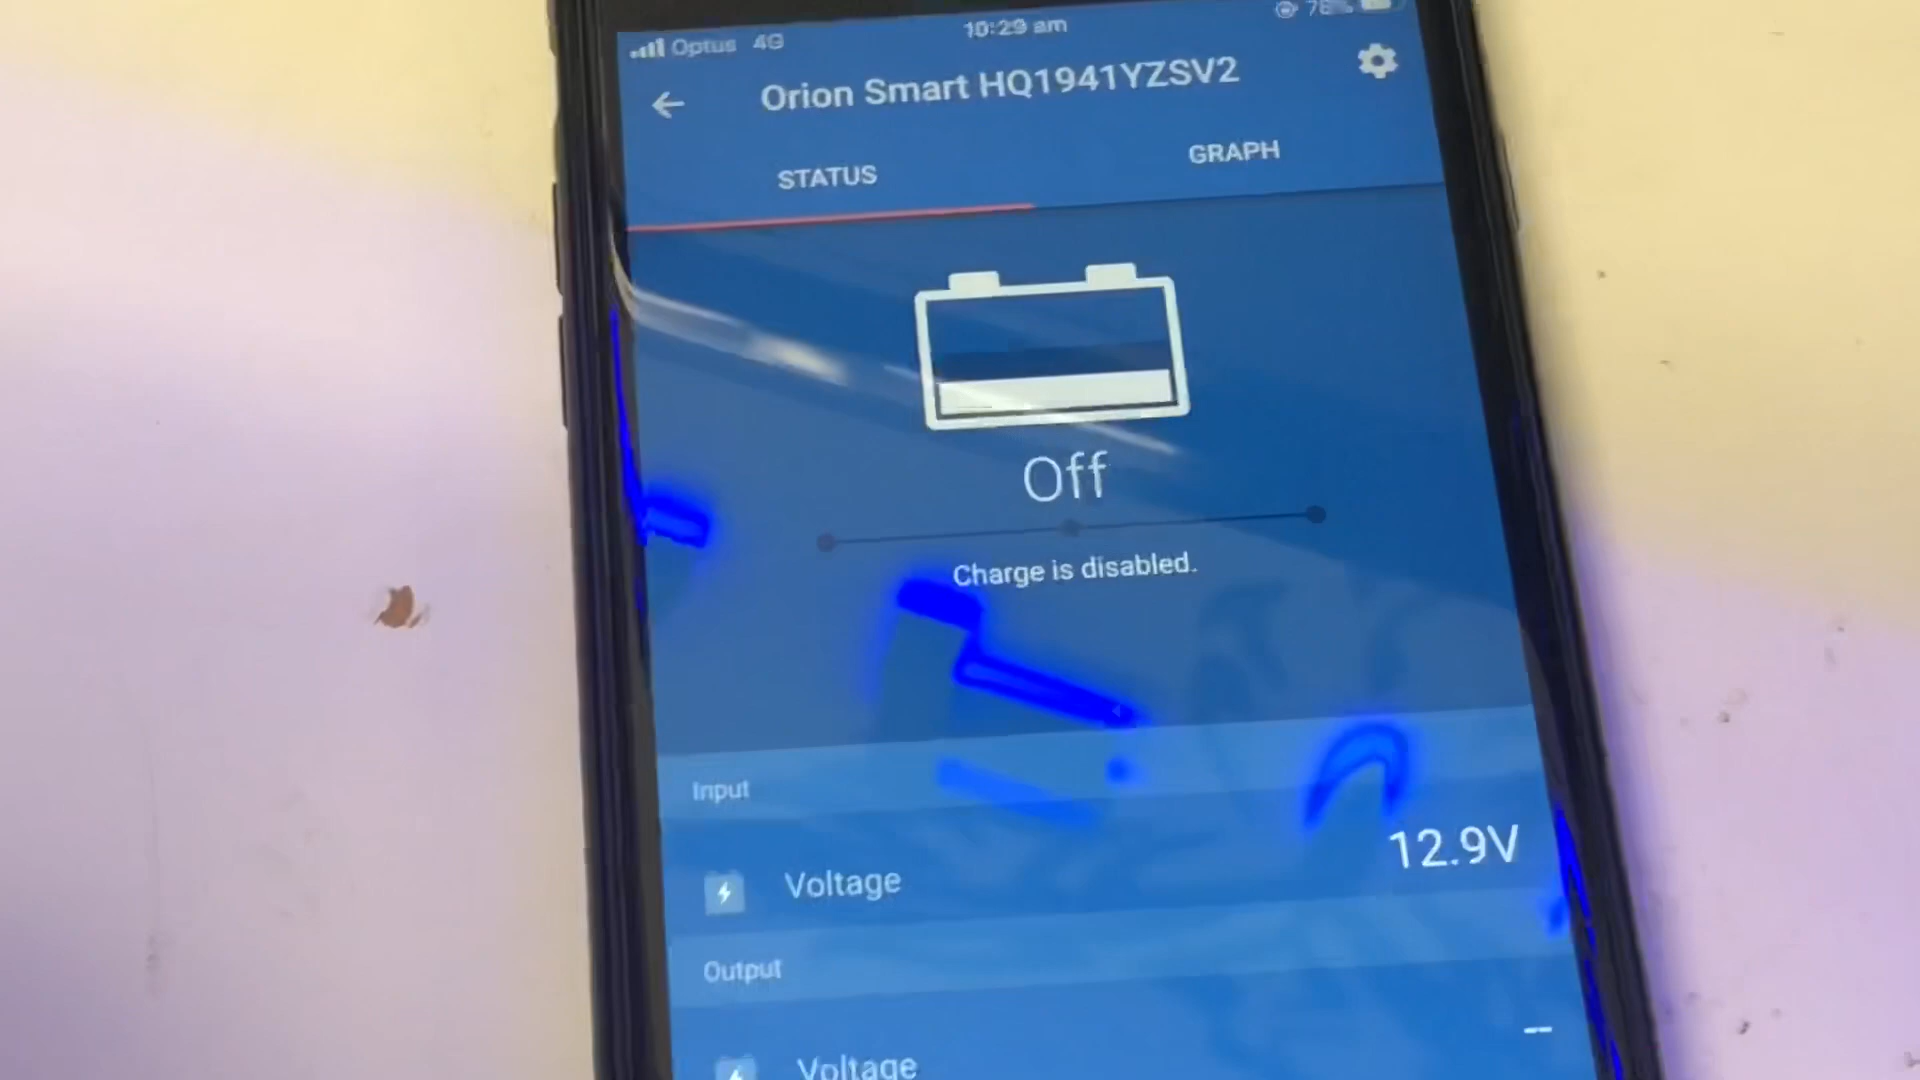 Optus 4G 10:29 am 76%
Orion Smart HQ1941YZSV2
STATUS GRAPH
Off
Charge is disabled.
Input
Voltage 12.9V
Output
Voltage --